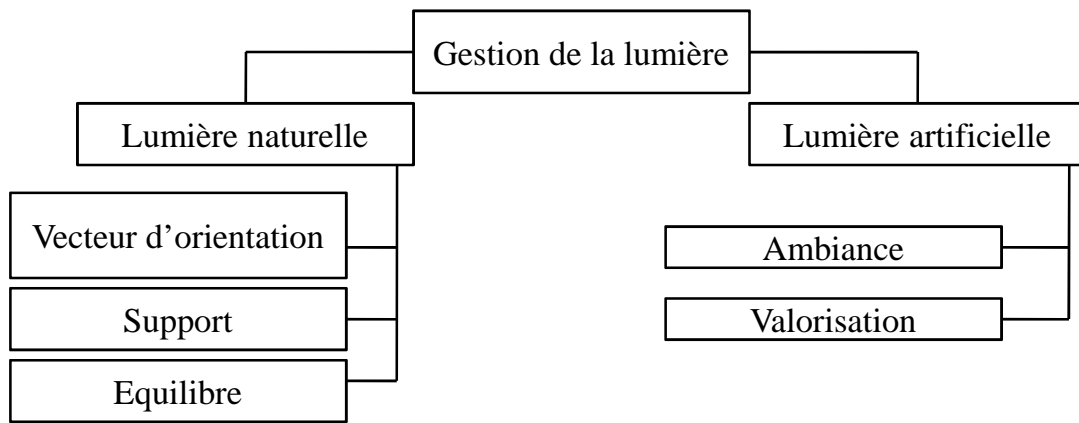 Gestion de la lumière
Lumière naturelle
Lumière artificielle
Vecteur d’orientation
Support
Equilibre
Ambiance
Valorisation